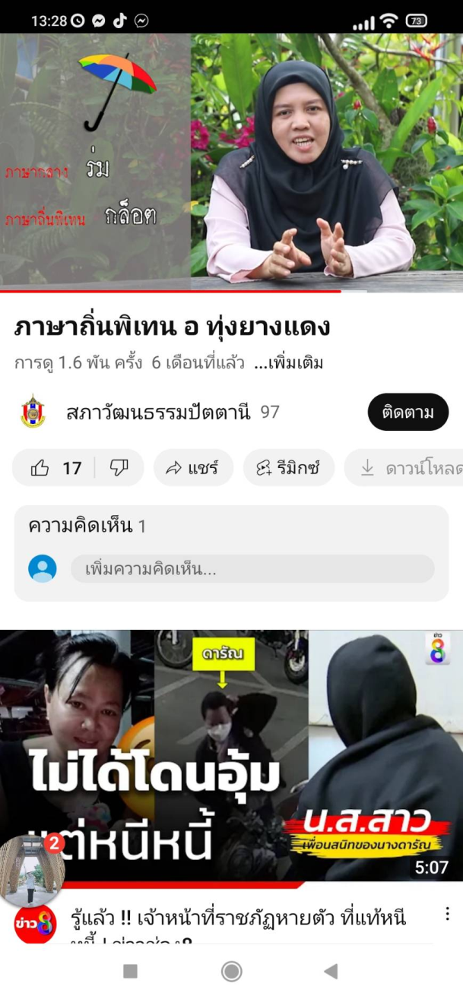 13:28
73
ภาษากลาง ร่ม
ภาษาถิ่นพิเทน กล็อต
ภาษาถิ่นพิเทน อ ทุ่งยางแดง
การดู 1.6 พัน ครั้ง 6 เดือนที่แล้ว ...เพิ่มเติม
สภาวัฒนธรรมปัตตานี 97
ติดตาม
17
แชร์
รีมิกซ์
ดาวน์โหลด
ความคิดเห็น 1
เพิ่มความคิดเห็น...
ข่าว
8
ดารัณ
ไม่ได้โดนอุ้ม
แต่หนีหนี้
น.ส.สาว
เพื่อนสนิทของนางดารัณ
5:07
2
ข่าว8
รู้แล้ว !! เจ้าหน้าที่ราชภัฏหายตัว ที่แท้หนี